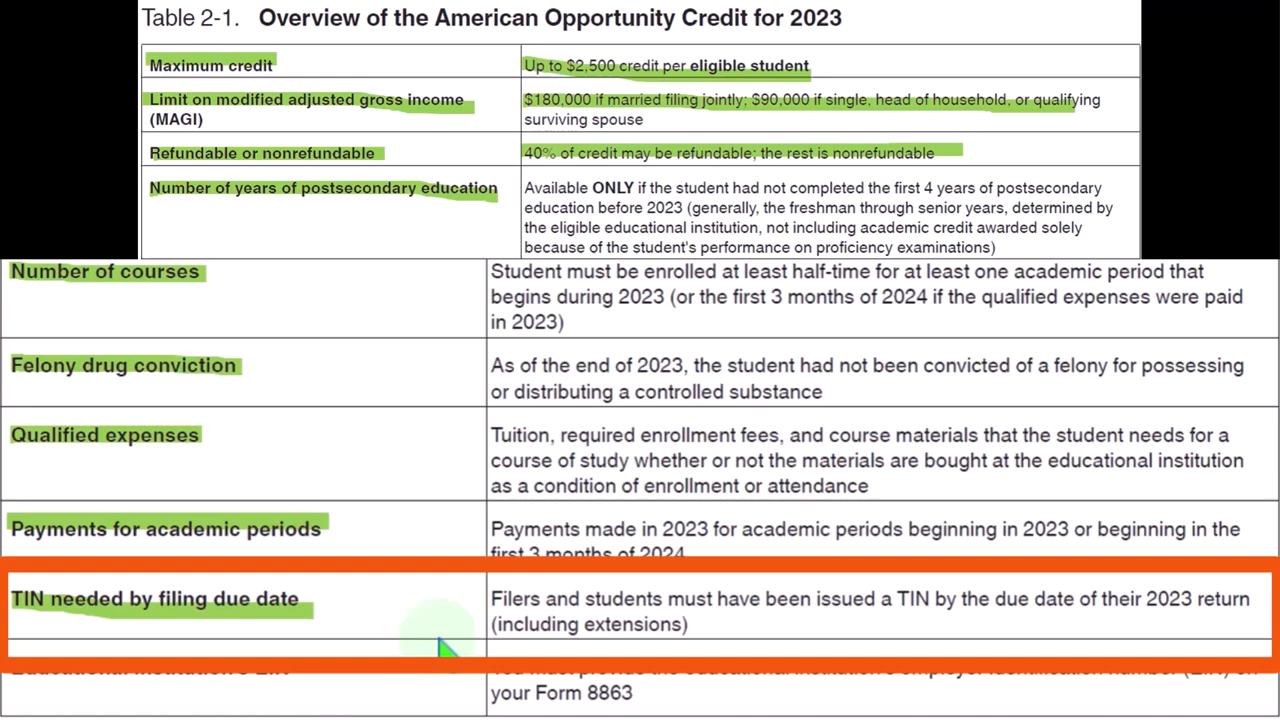 Table 2-1. Overview of the American Opportunity Credit for 2023
Maximum credit
Up to $2,500 credit per eligible student
Limit on modified adjusted gross income
(MAGI)
$180,000 if married filing jointly; $90,000 if single, head of household, or qualifying
surviving spouse
Refundable or nonrefundable
40% of credit may be refundable; the rest is nonrefundable
Number of years of postsecondary education
Available ONLY if the student had not completed the first 4 years of postsecondary
education before 2023 (generally, the freshman through senior years, determined by
the eligible educational institution, not including academic credit awarded solely
because of the student's performance on proficiency examinations)
Number of courses
Student must be enrolled at least half-time for at least one academic period that
begins during 2023 (or the first 3 months of 2024 if the qualified expenses were paid
in 2023)
Felony drug conviction
As of the end of 2023, the student had not been convicted of a felony for possessing
or distributing a controlled substance
Qualified expenses
Tuition, required enrollment fees, and course materials that the student needs for a
course of study whether or not the materials are bought at the educational institution
as a condition of enrollment or attendance
Payments for academic periods
Payments made in 2023 for academic periods beginning in 2023 or beginning in the
first 3 months of 2024
TIN needed by filing due date
Filers and students must have been issued a TIN by the due date of their 2023 return
(including extensions)
your Form 8863